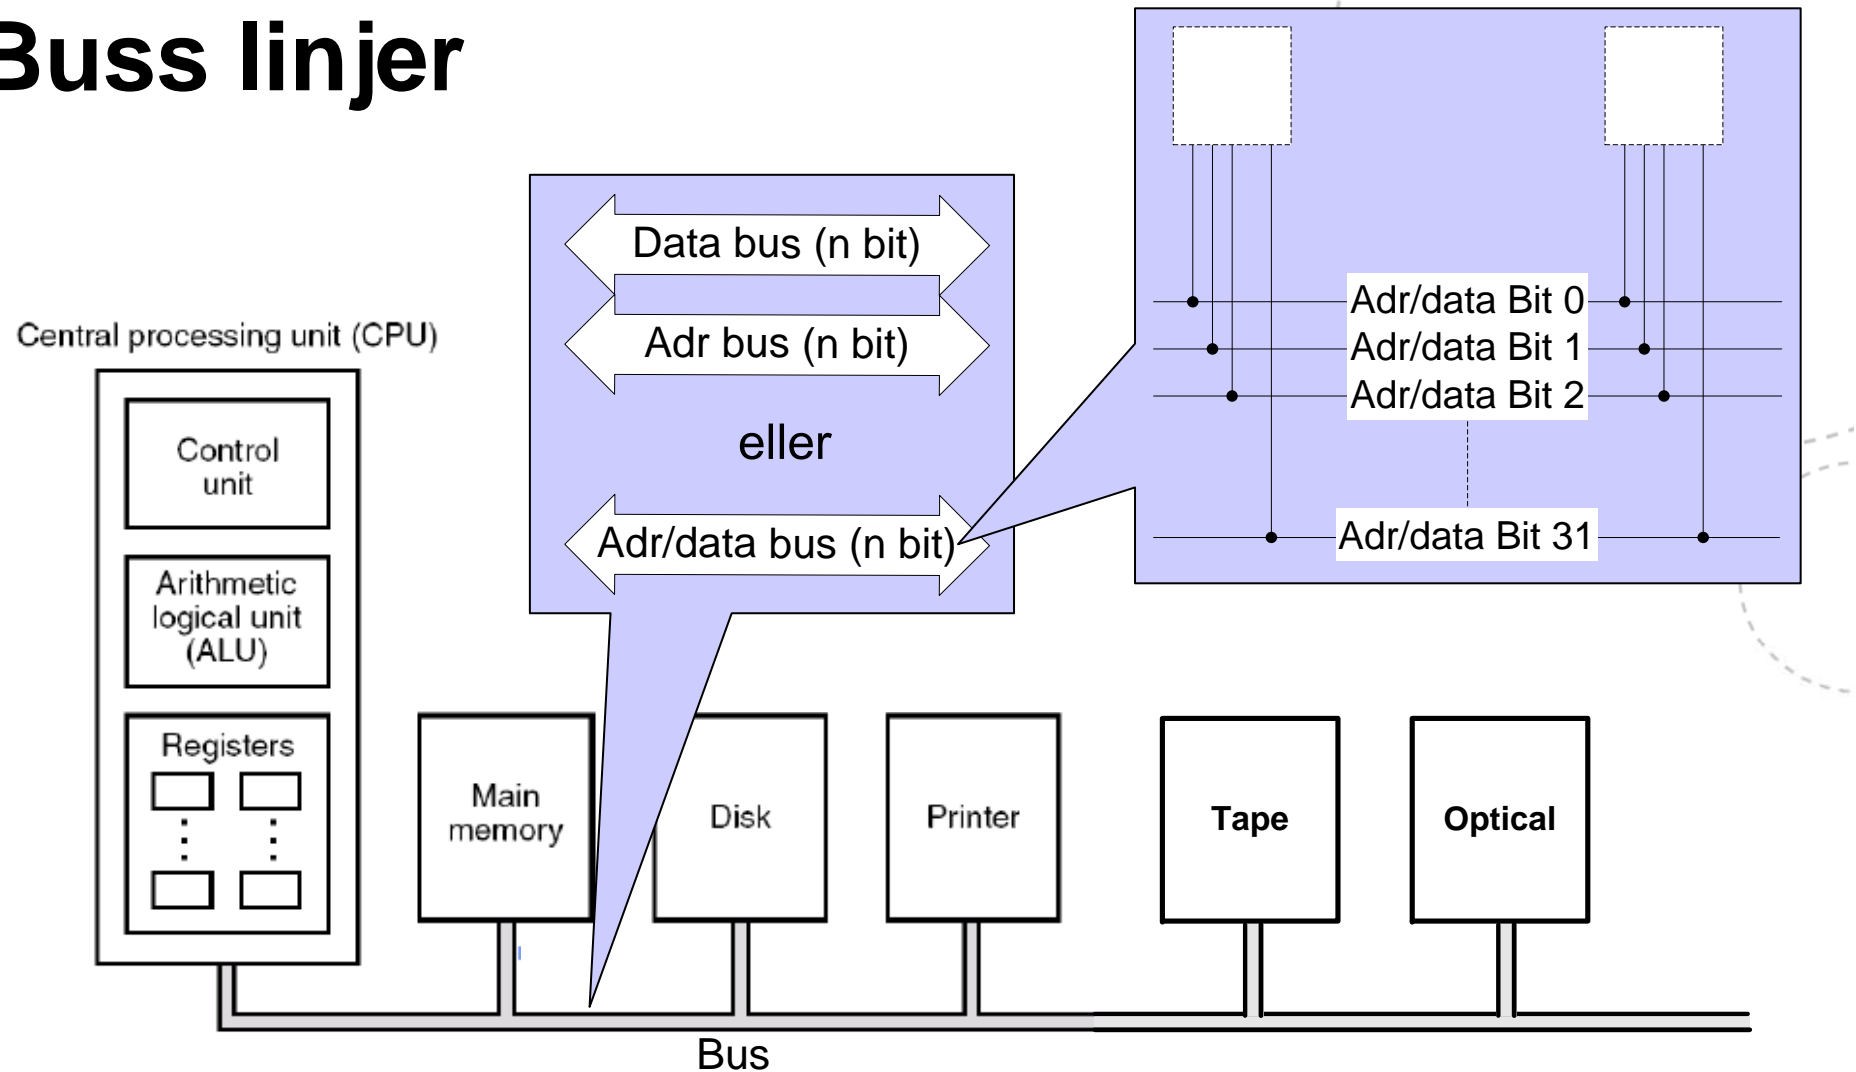 Buss linjer
Data bus (n bit)
Adr bus (n bit)
eller
Adr/data bus (n bit)
Adr/data Bit 0
Adr/data Bit 1
Adr/data Bit 2
Adr/data Bit 31
Central processing unit (CPU)
Control
unit
Arithmetic
logical unit
(ALU)
Registers
Main
memory
Disk
Printer
Tape
Optical
Bus